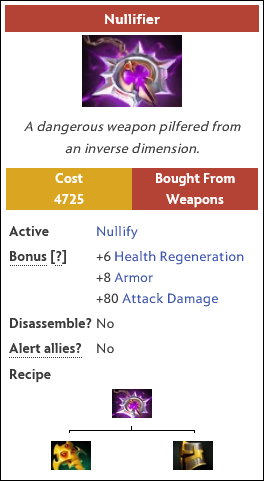 Nullifier
A dangerous weapon pilfered from
an inverse dimension.
Cost Bought From
4725 Weapons
Active Nullify
Bonus [?] +6 Health Regeneration
+8 Armor
+80 Attack Damage
Disassemble? No
Alert allies? No
Recipe